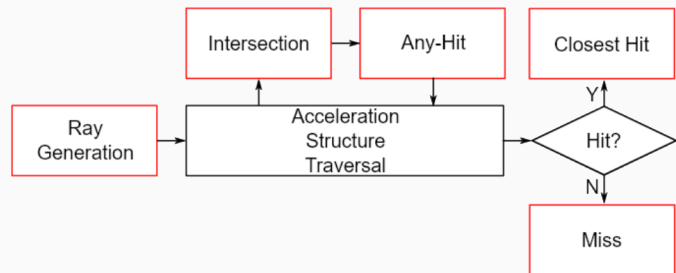 Intersection
Any-Hit
Closest Hit
Ray
Generation
Acceleration
Structure
Traversal
Y
Hit?
N
Miss